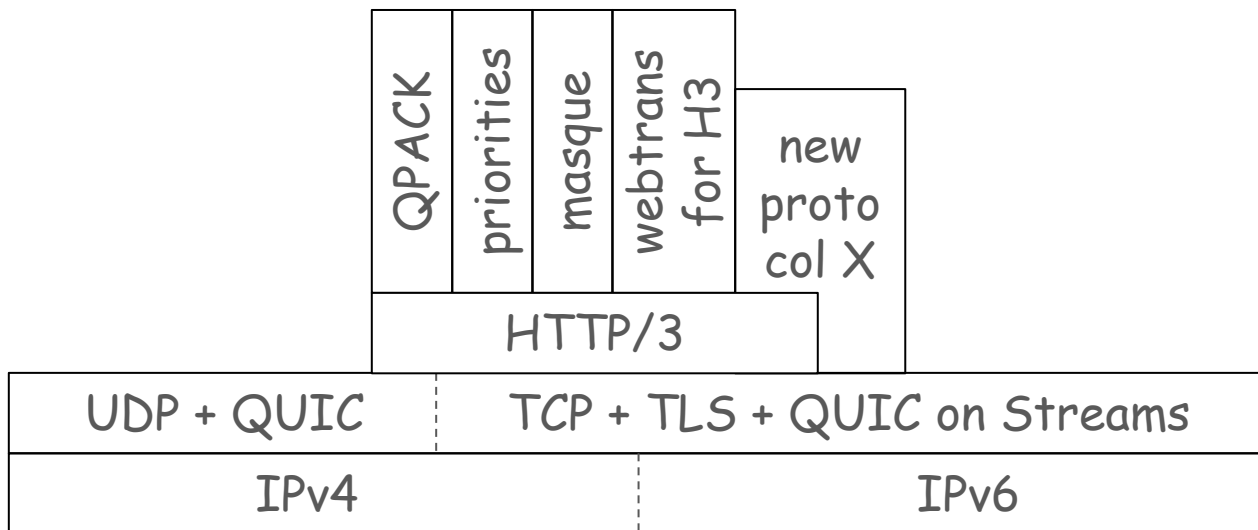 QPACK
priorities
masque
webtrans
for H3
new
proto
col X
HTTP/3
UDP + QUIC
TCP + TLS + QUIC on Streams
IPv4
IPv6